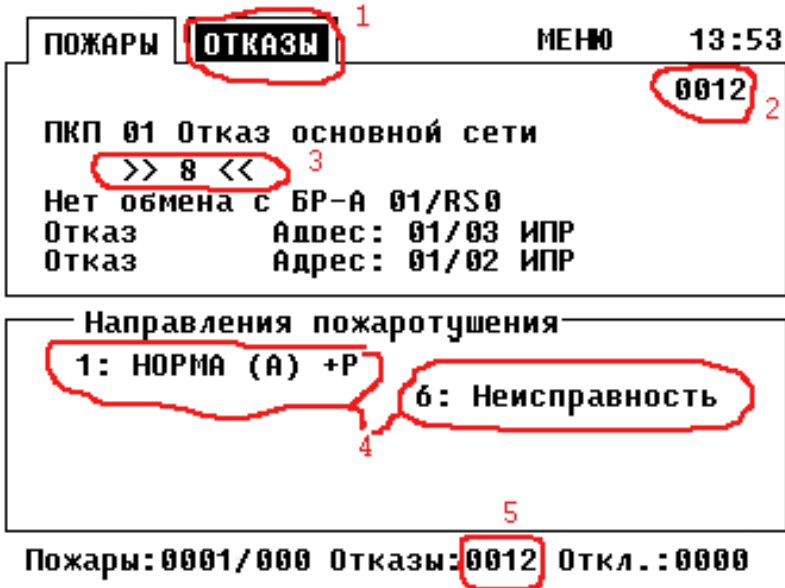 ПОЖАРЫ ОТКАЗЫ 1 МЕНЮ 13:53
0012 2
ПКП 01 Отказ основной сети
>> 8 << 3
Нет обмена с БР-А 01/RS0
Отказ Адрес: 01/03 ИПР
Отказ Адрес: 01/02 ИПР
Направления пожаротушения
1: НОРМА (А) +Р
6: Неисправность
4
5
Пожары:0001/000 Отказы:0012 Откл.:0000